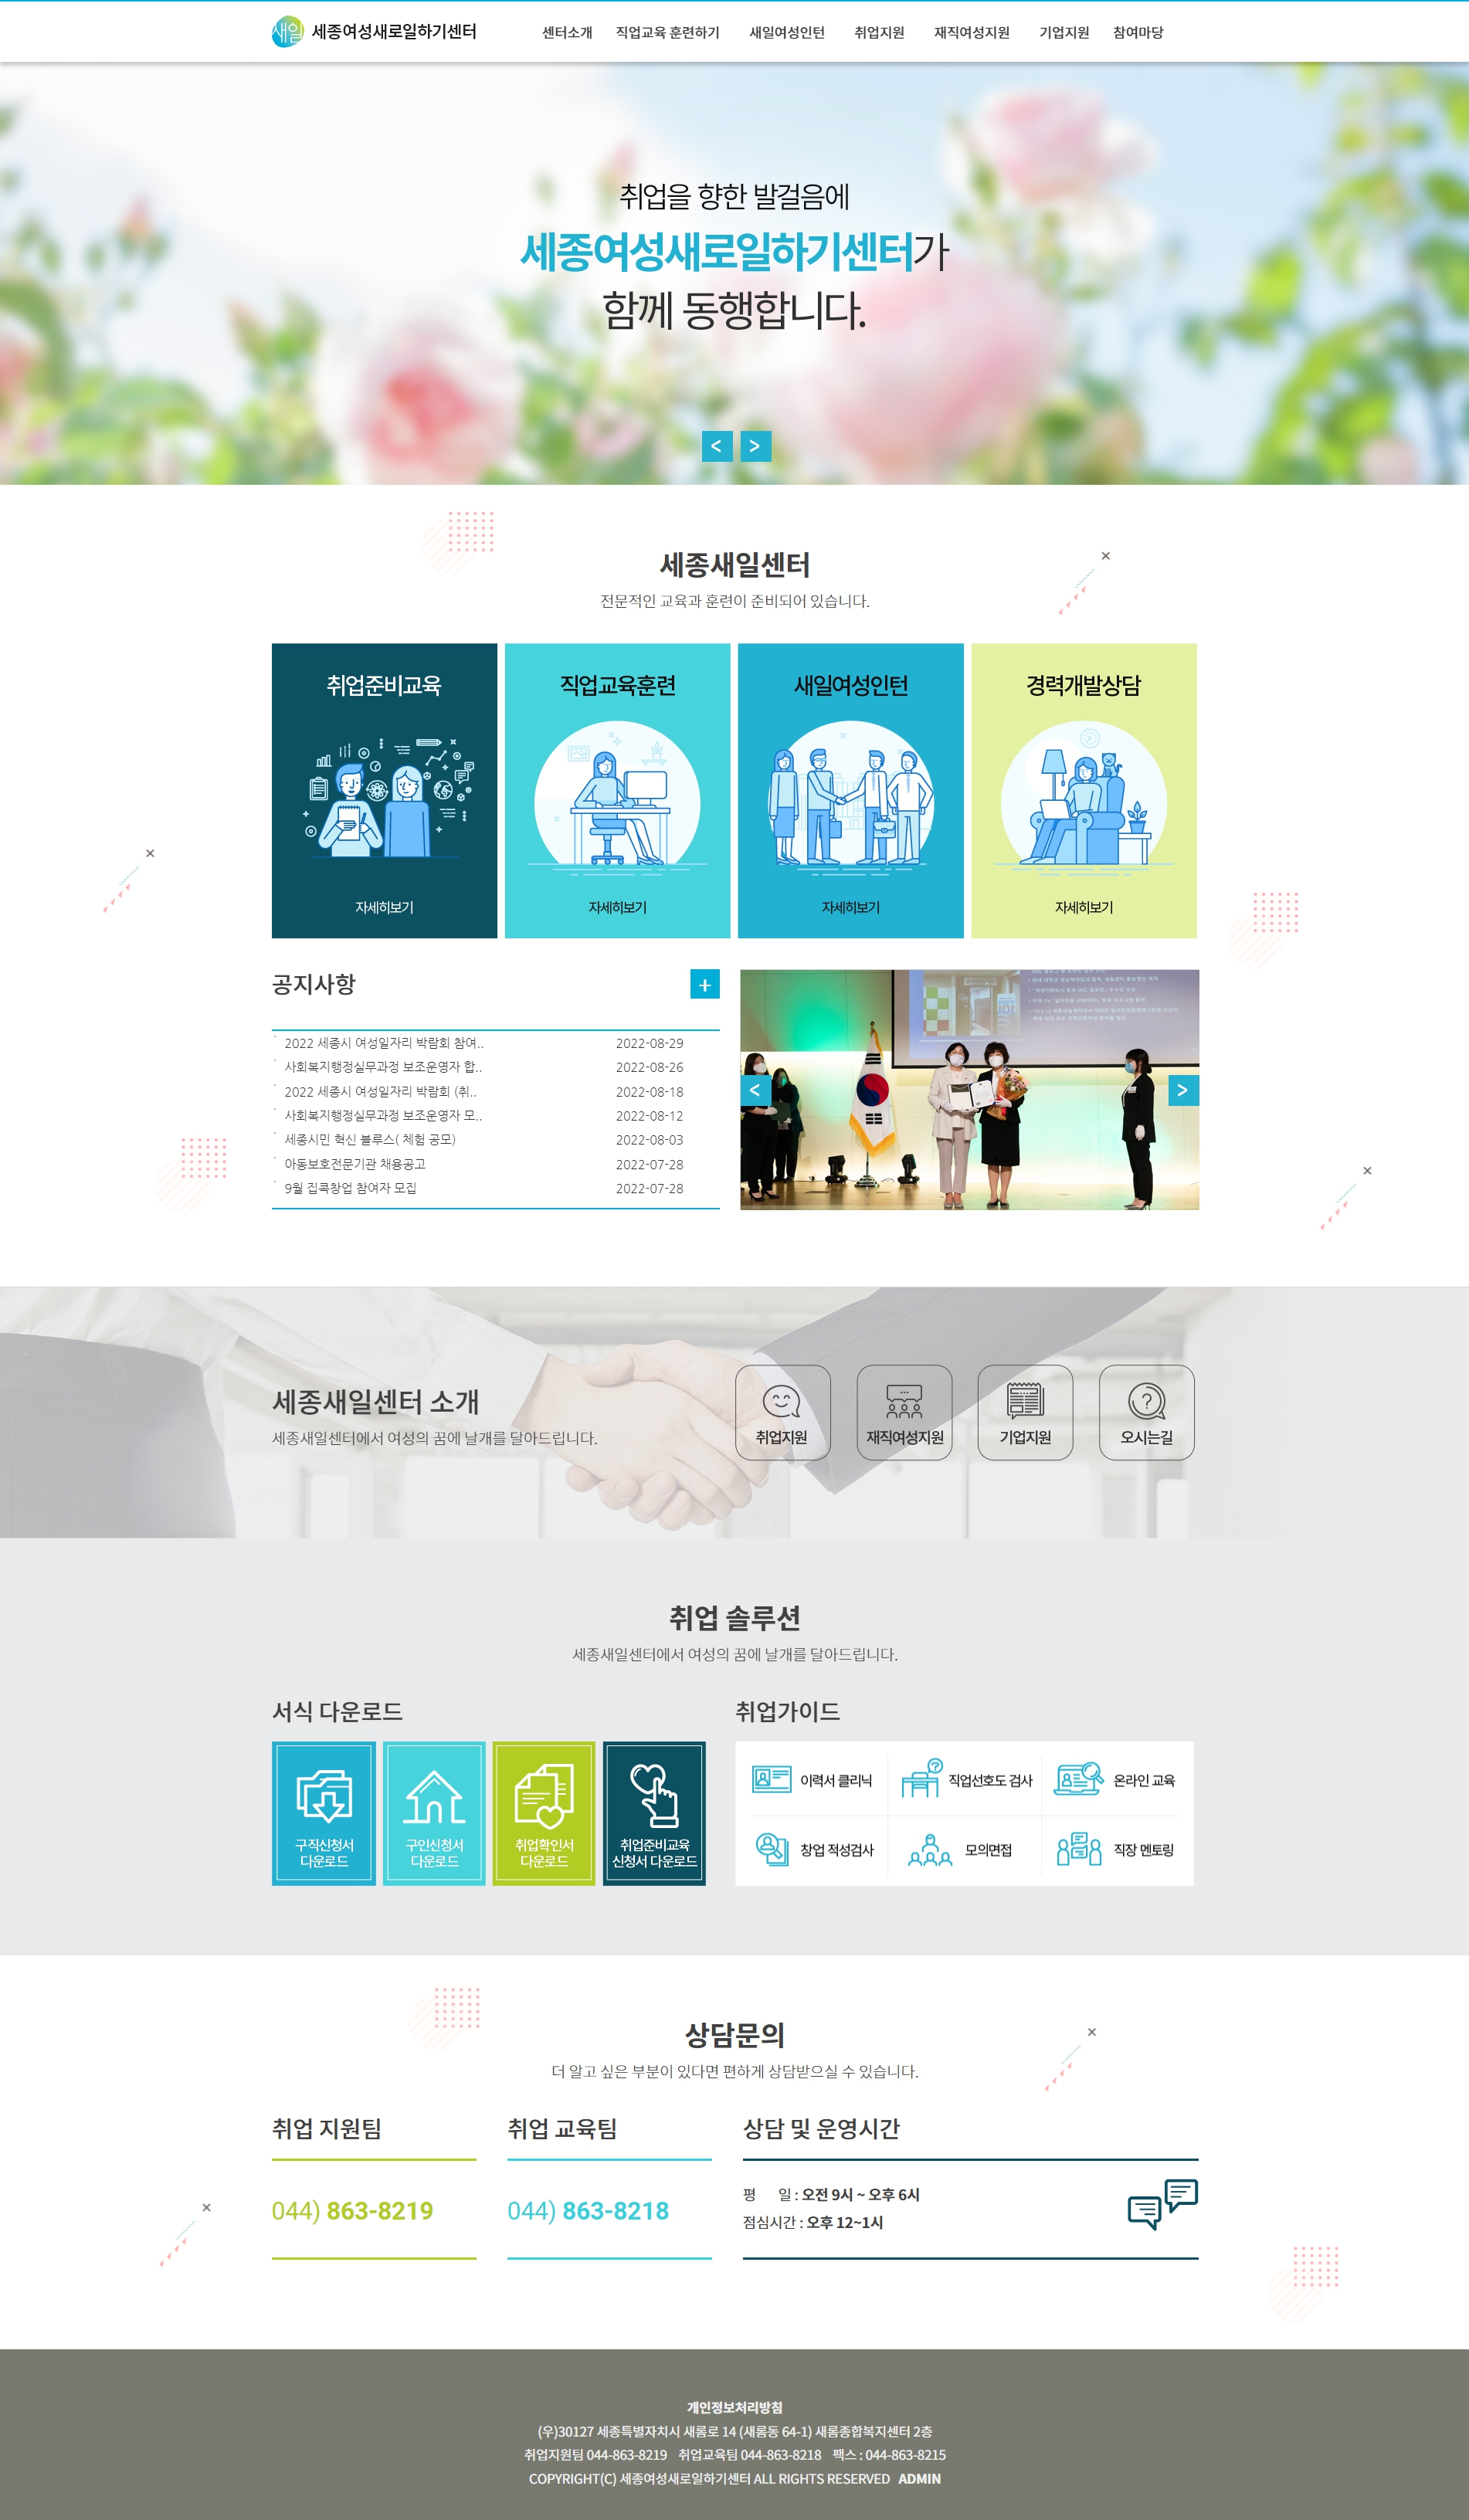 새일 세종여성새로일하기센터
센터소개 직업교육 훈련하기 새일여성인턴 취업지원 재직여성지원 기업지원 참여마당
취업을 향한 발걸음에
세종여성새로일하기센터가
함께 동행합니다.
< >
세종새일센터
전문적인 교육과 훈련이 준비되어 있습니다.
취업준비교육 직업교육훈련 새일여성인턴 경력개발상담
자세히보기 자세히보기 자세히보기 자세히보기
공지사항 +
2022 세종시 여성일자리 박람회 참여.. 2022-08-29
사회복지행정실무과정 보조운영자 합.. 2022-08-26
2022 세종시 여성일자리 박람회 (취.. 2022-08-18
사회복지행정실무과정 보조운영자 모.. 2022-08-12
세종시민 혁신 블루스( 체험 공모) 2022-08-03
아동보호전문기관 채용공고 2022-07-28
9월 집콕창업 참여자 모집 2022-07-28
< >
세종새일센터 소개
세종새일센터에서 여성의 꿈에 날개를 달아드립니다.
취업지원 재직여성지원 기업지원 오시는길
취업 솔루션
세종새일센터에서 여성의 꿈에 날개를 달아드립니다.
서식 다운로드
구직신청서
다운로드
구인신청서
다운로드
취업확인서
다운로드
취업준비교육
신청서 다운로드
취업가이드
이력서 클리닉 직업선호도 검사 온라인 교육
창업 적성검사 모의면접 직장 멘토링
상담문의
더 알고 싶은 부분이 있다면 편하게 상담받으실 수 있습니다.
취업 지원팀
044) 863-8219
취업 교육팀
044) 863-8218
상담 및 운영시간
평 일 : 오전 9시 ~ 오후 6시
점심시간 : 오후 12~1시
개인정보처리방침
(우)30127 세종특별자치시 새롬로 14 (새롬동 64-1) 새롬종합복지센터 2층
취업지원팀 044-863-8219 취업교육팀 044-863-8218 팩스 : 044-863-8215
COPYRIGHT(C) 세종여성새로일하기센터 ALL RIGHTS RESERVED ADMIN